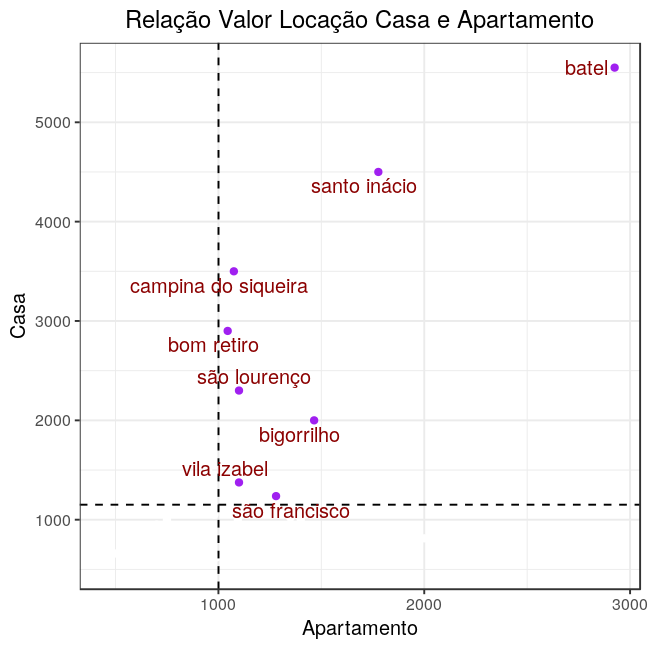 Relação Valor Locação Casa e Apartamento
batel
5000
santo inácio
4000
campina do siqueira
3000
bom retiro
são lourenço
2000
bigorrilho
vila izabel
são francisco
1000
Casa
1000
2000
3000
Apartamento